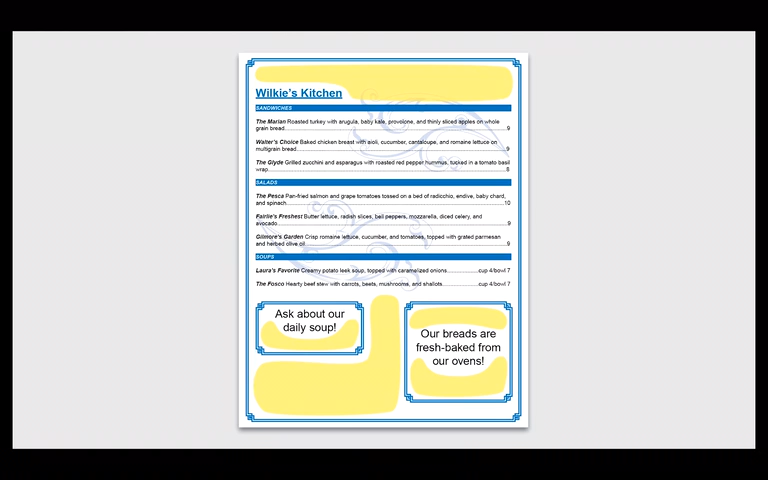 Wilkie's Kitchen
SANDWICHES
The Marian Roasted turkey with arugula, baby kale, provolone, and thinly sliced apples on whole
grain bread....9
Walter's Choice Baked chicken breast with aioli, cucumber, cantaloupe, and romaine lettuce on
multigrain bread....9
The Glyde Grilled zucchini and asparagus with roasted red pepper hummus, tucked in a tomato basil
wrap....8
SALADS
The Pesca Pan-fried salmon and grape tomatoes tossed on a bed of radicchio, endive, baby chard,
and spinach....10
Fairlie's Freshest Butter lettuce, radish slices, bell peppers, mozzarella, diced celery, and
avocado....9
Gilmore's Garden Crisp romaine lettuce, cucumber, and tomatoes, topped with grated parmesan
and herbed olive oil....9
SOUPS
Laura's Favorite Creamy potato leek soup, topped with caramelized onions....cup 4/bowl 7
The Fosco Hearty beef stew with carrots, beets, mushrooms, and shallots....cup 4/bowl 7
Ask about our
daily soup!
Our breads are
fresh-baked from
our ovens!